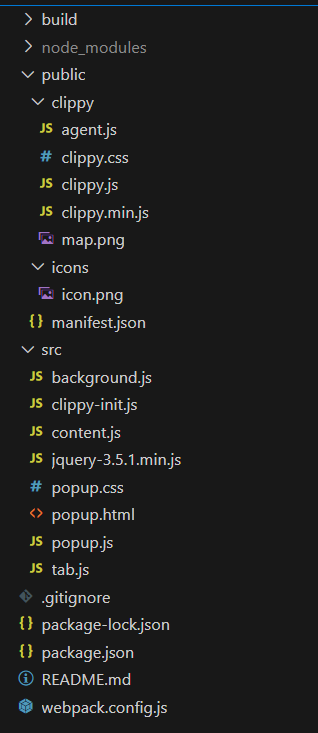 build
node_modules
public
clippy
JS agent.js
# clippy.css
JS clippy.js
JS clippy.min.js
map.png
icons
icon.png
{} manifest.json
src
JS background.js
JS clippy-init.js
JS content.js
JS jquery-3.5.1.min.js
# popup.css
<> popup.html
JS popup.js
JS tab.js
.gitignore
{} package-lock.json
{} package.json
README.md
webpack.config.js